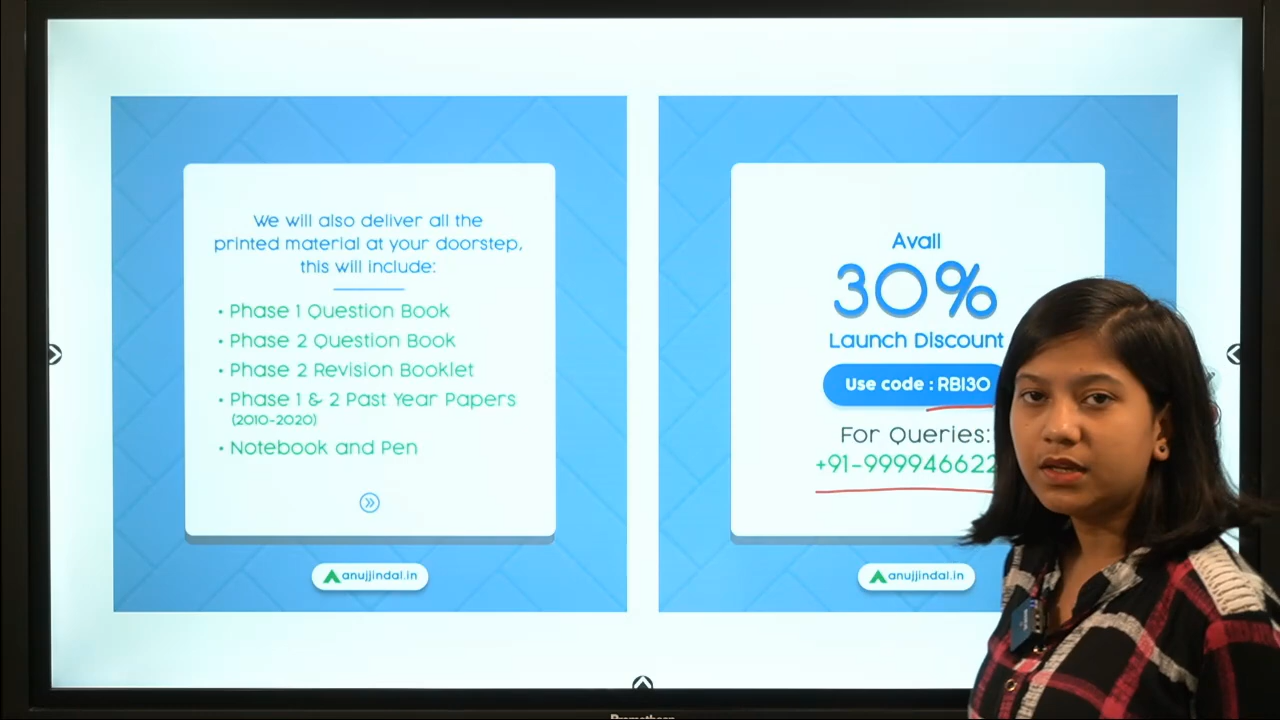 We will also deliver all the
printed material at your doorstep,
this will include:
• Phase 1 Question Book
• Phase 2 Question Book
• Phase 2 Revision Booklet
• Phase 1 & 2 Past Year Papers
(2010-2020)
• Notebook and Pen
anujjindal.in
Avail
30%
Launch Discount
Use code : RBI30
For Queries:
+91-999946622
anujjindal.in